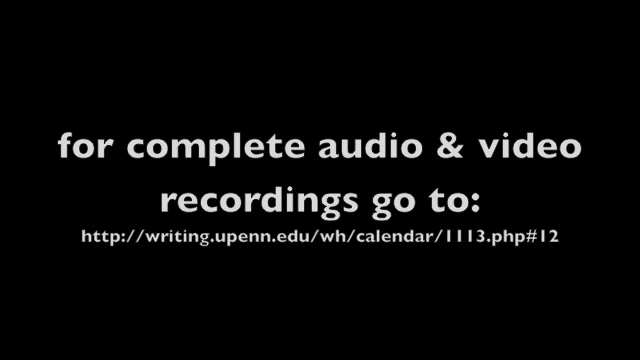 for complete audio & video
recordings go to:
http://writing.upenn.edu/wh/calendar/1113.php#12